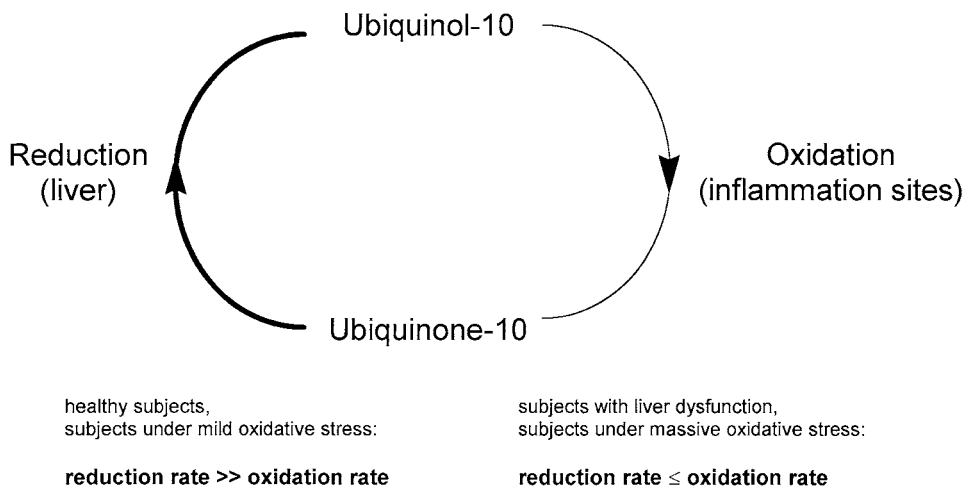 Ubiquinol-10
Reduction
(liver)
Oxidation
(inflammation sites)
Ubiquinone-10
healthy subjects,
subjects under mild oxidative stress:
reduction rate >> oxidation rate
subjects with liver dysfunction,
subjects under massive oxidative stress:
reduction rate ≤ oxidation rate